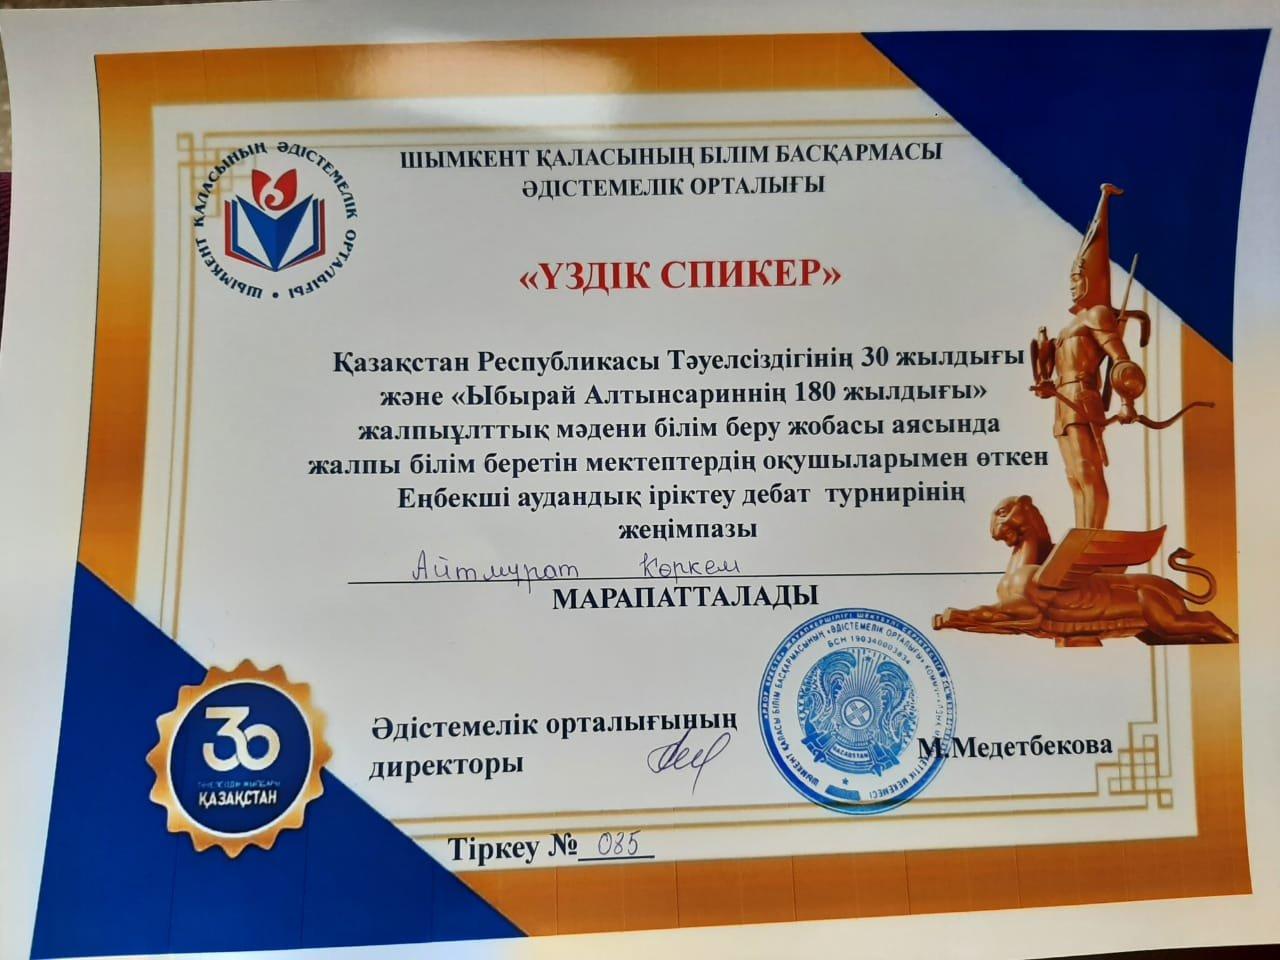 ШЫМКЕНТ ҚАЛАСЫНЫҢ ӘДІСТЕМЕЛІК ОРТАЛЫҒЫ
ШЫМКЕНТ ҚАЛАСЫНЫҢ БІЛІМ БАСҚАРМАСЫ
ӘДІСТЕМЕЛІК ОРТАЛЫҒЫ
«ҮЗДІК СПИКЕР»
Қазақстан Республикасы Тәуелсіздігінің 30 жылдығы
және «Ыбырай Алтынсариннің 180 жылдығы»
жалпыұлттық мәдени білім беру жобасы аясында
жалпы білім беретін мектептердің оқушыларымен өткен
Еңбекші аудандық іріктеу дебат турнирінің
жеңімпазы
Айтмұрат Көркем
МАРАПАТТАЛАДЫ
Әдістемелік орталығының
директоры
М.Медетбекова
БСН 190340003834
30
ҚАЗАҚСТАН
Тіркеу № 085